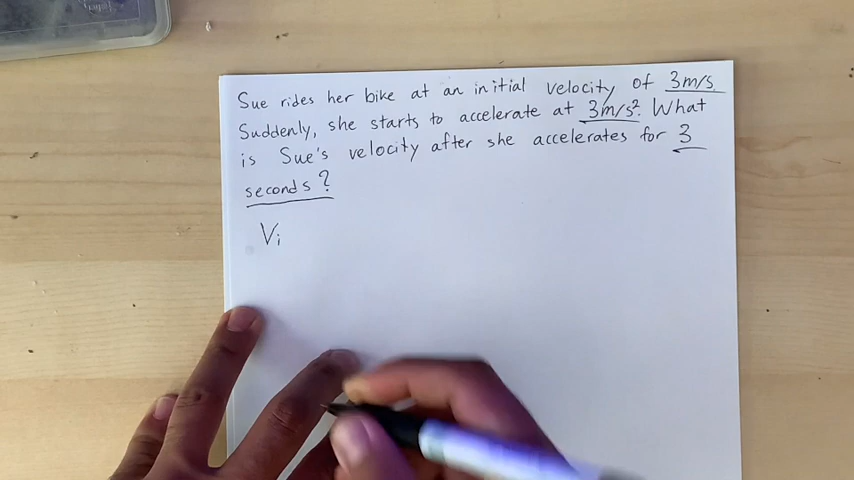 Sue rides her bike at an initial velocity of 3m/s.
Suddenly, she starts to accelerate at 3m/s². What
is Sue's velocity after she accelerates for 3
seconds?
Vi